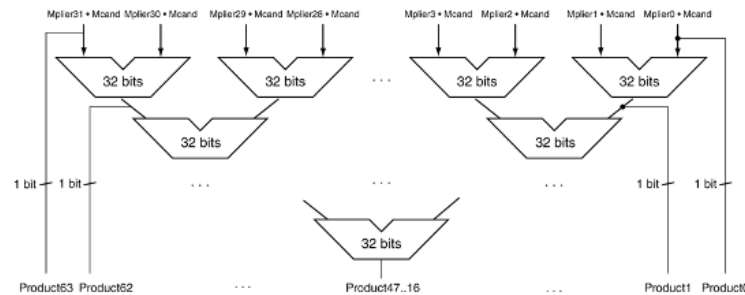 Mplier31 • Mcand Mplier30 • Mcand Mplier29 • Mcand Mplier28 • Mcand Mplier3 • Mcand Mplier2 • Mcand Mplier1 • Mcand Mplier0 • Mcand
32 bits 32 bits . . . 32 bits 32 bits
32 bits 32 bits
1 bit 1 bit . . . . . . . . . 1 bit 1 bit
32 bits
Product63 Product62 . . . Product47..16 . . . Product1 Product0